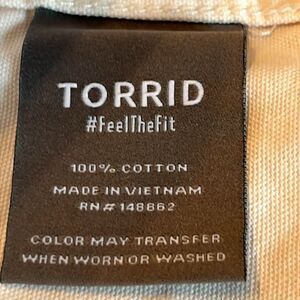 TORRID
#FeelTheFit
100% COTTON
MADE IN VIETNAM
RN# 148862
COLOR MAY TRANSFER
WHEN WORN OR WASHED